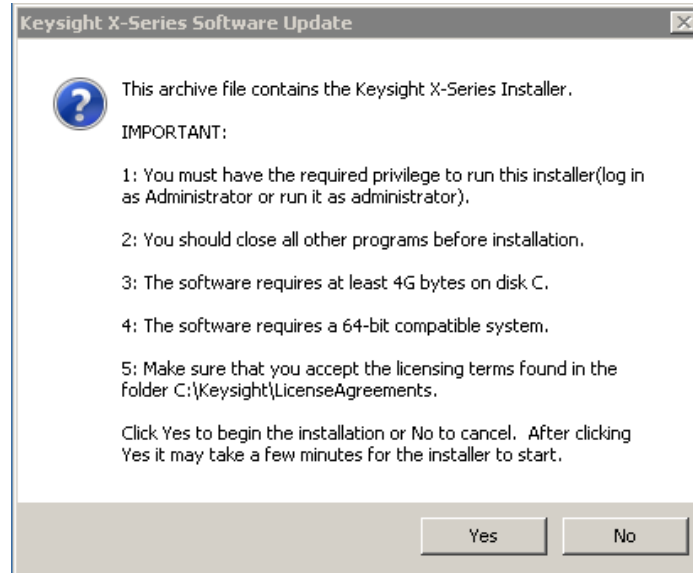 Keysight X-Series Software Update
This archive file contains the Keysight X-Series Installer.
IMPORTANT:
1: You must have the required privilege to run this installer(log in
as Administrator or run it as administrator).
2: You should close all other programs before installation.
3: The software requires at least 4G bytes on disk C.
4: The software requires a 64-bit compatible system.
5: Make sure that you accept the licensing terms found in the
folder C:\Keysight\LicenseAgreements.
Click Yes to begin the installation or No to cancel.  After clicking
Yes it may take a few minutes for the installer to start.
Yes No